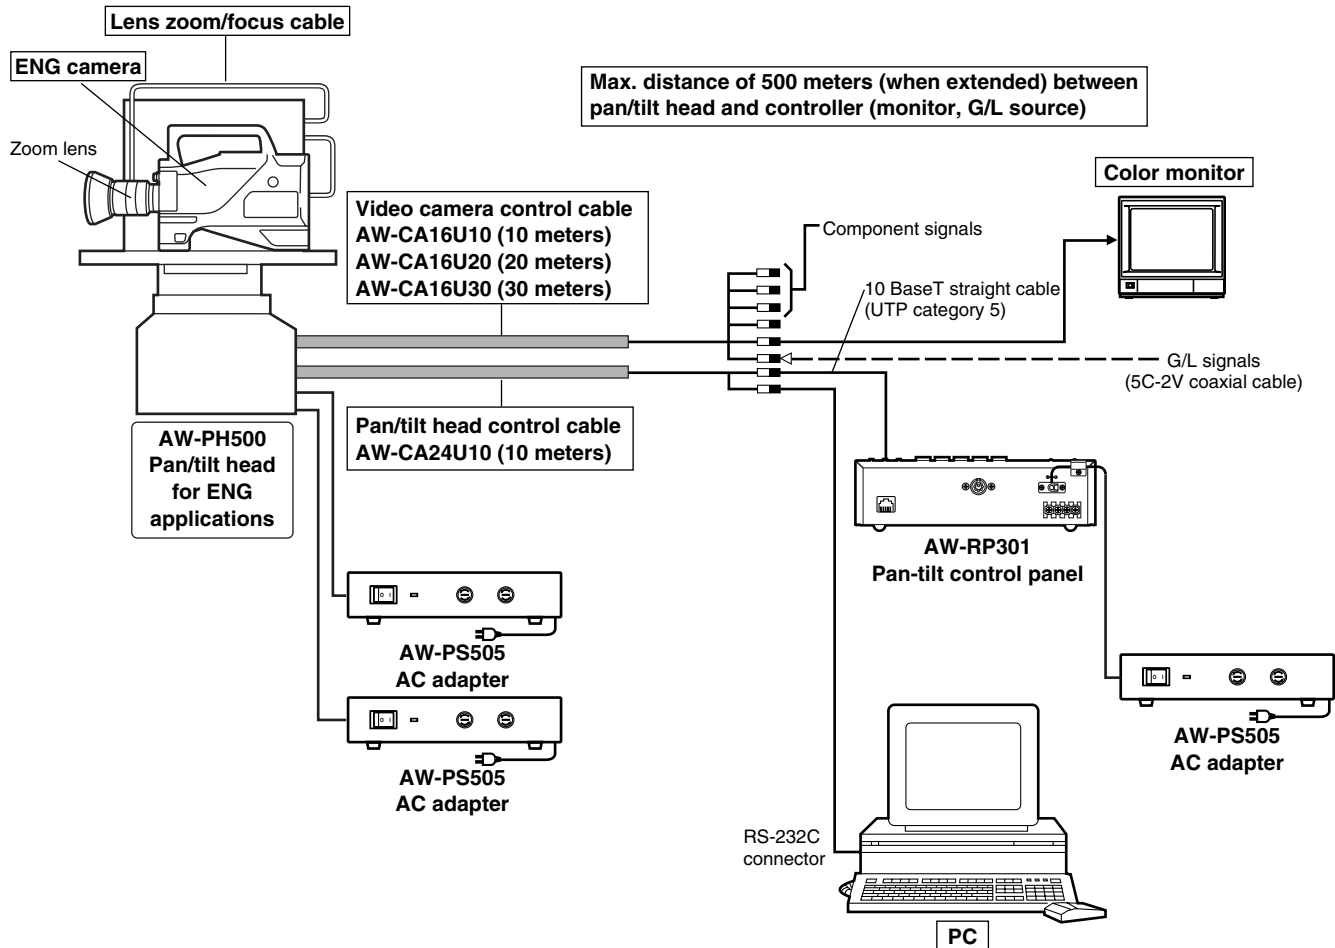 Lens zoom/focus cable
ENG camera
Zoom lens
Max. distance of 500 meters (when extended) between
pan/tilt head and controller (monitor, G/L source)
Color monitor
Video camera control cable
AW-CA16U10 (10 meters)
AW-CA16U20 (20 meters)
AW-CA16U30 (30 meters)
Component signals
10 BaseT straight cable
(UTP category 5)
G/L signals
(5C-2V coaxial cable)
Pan/tilt head control cable
AW-CA24U10 (10 meters)
AW-PH500
Pan/tilt head
for ENG
applications
AW-RP301
Pan-tilt control panel
AW-PS505
AC adapter
AW-PS505
AC adapter
AW-PS505
AC adapter
RS-232C
connector
PC